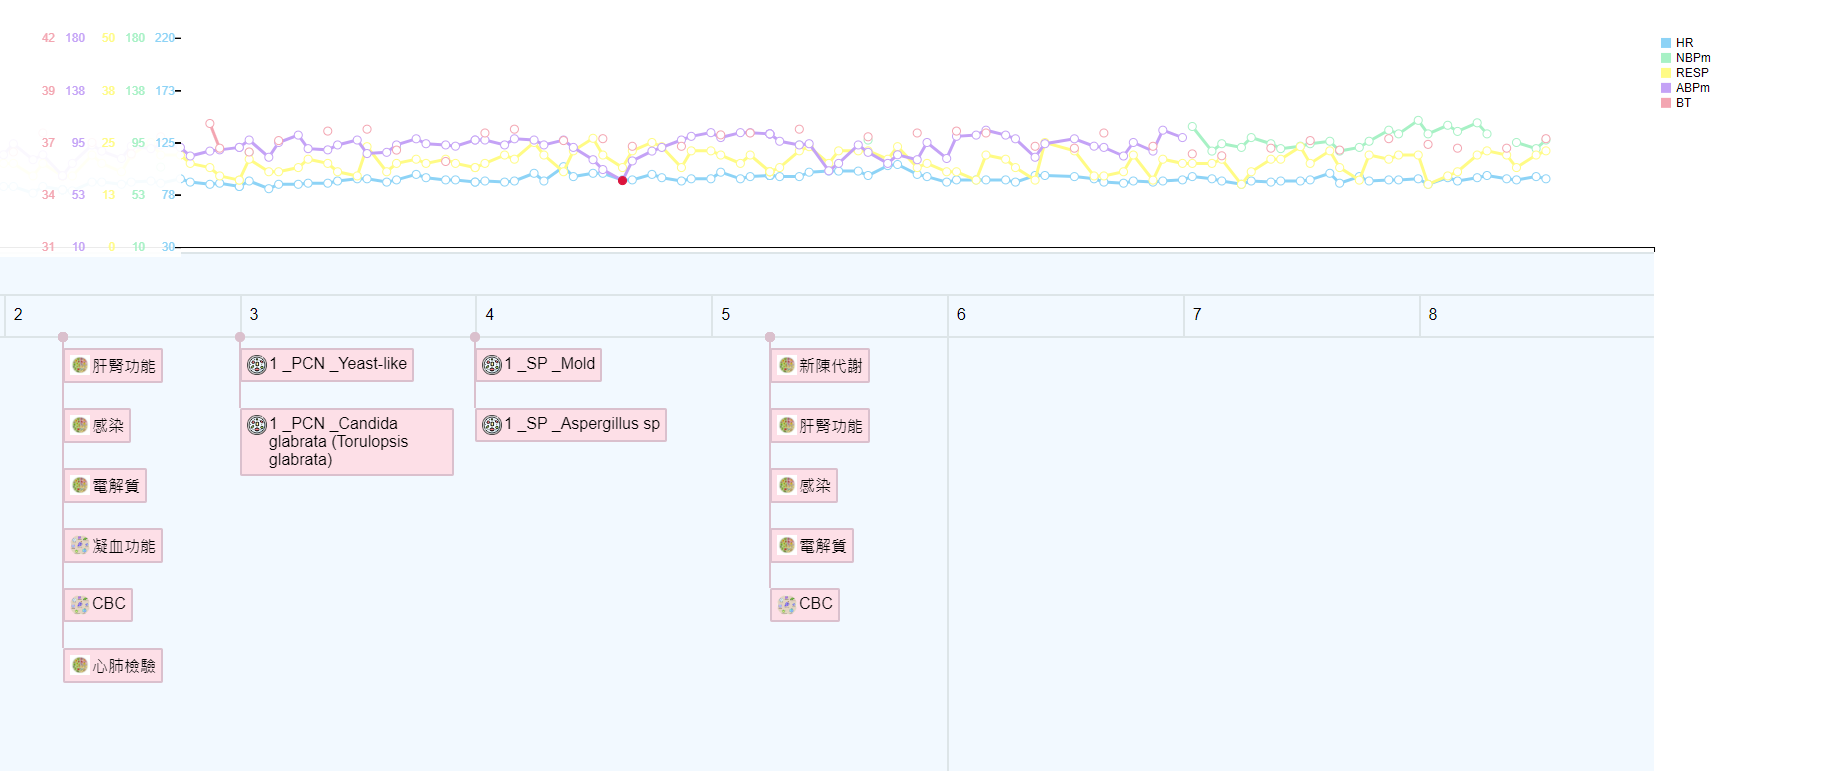 42 180 50 180 220
39 138 38 138 173
37 95 25 95 125
34 53 13 53 78
31 10 0 10 30
HR
NBPm
RESP
ABPm
BT
2 3 4 5 6 7 8
肝腎功能
感染
電解質
凝血功能
CBC
心肺檢驗
1 _PCN _Yeast-like
1 _PCN _Candida
glabrata (Torulopsis
glabrata)
1 _SP _Mold
1 _SP _Aspergillus sp
新陳代謝
肝腎功能
感染
電解質
CBC